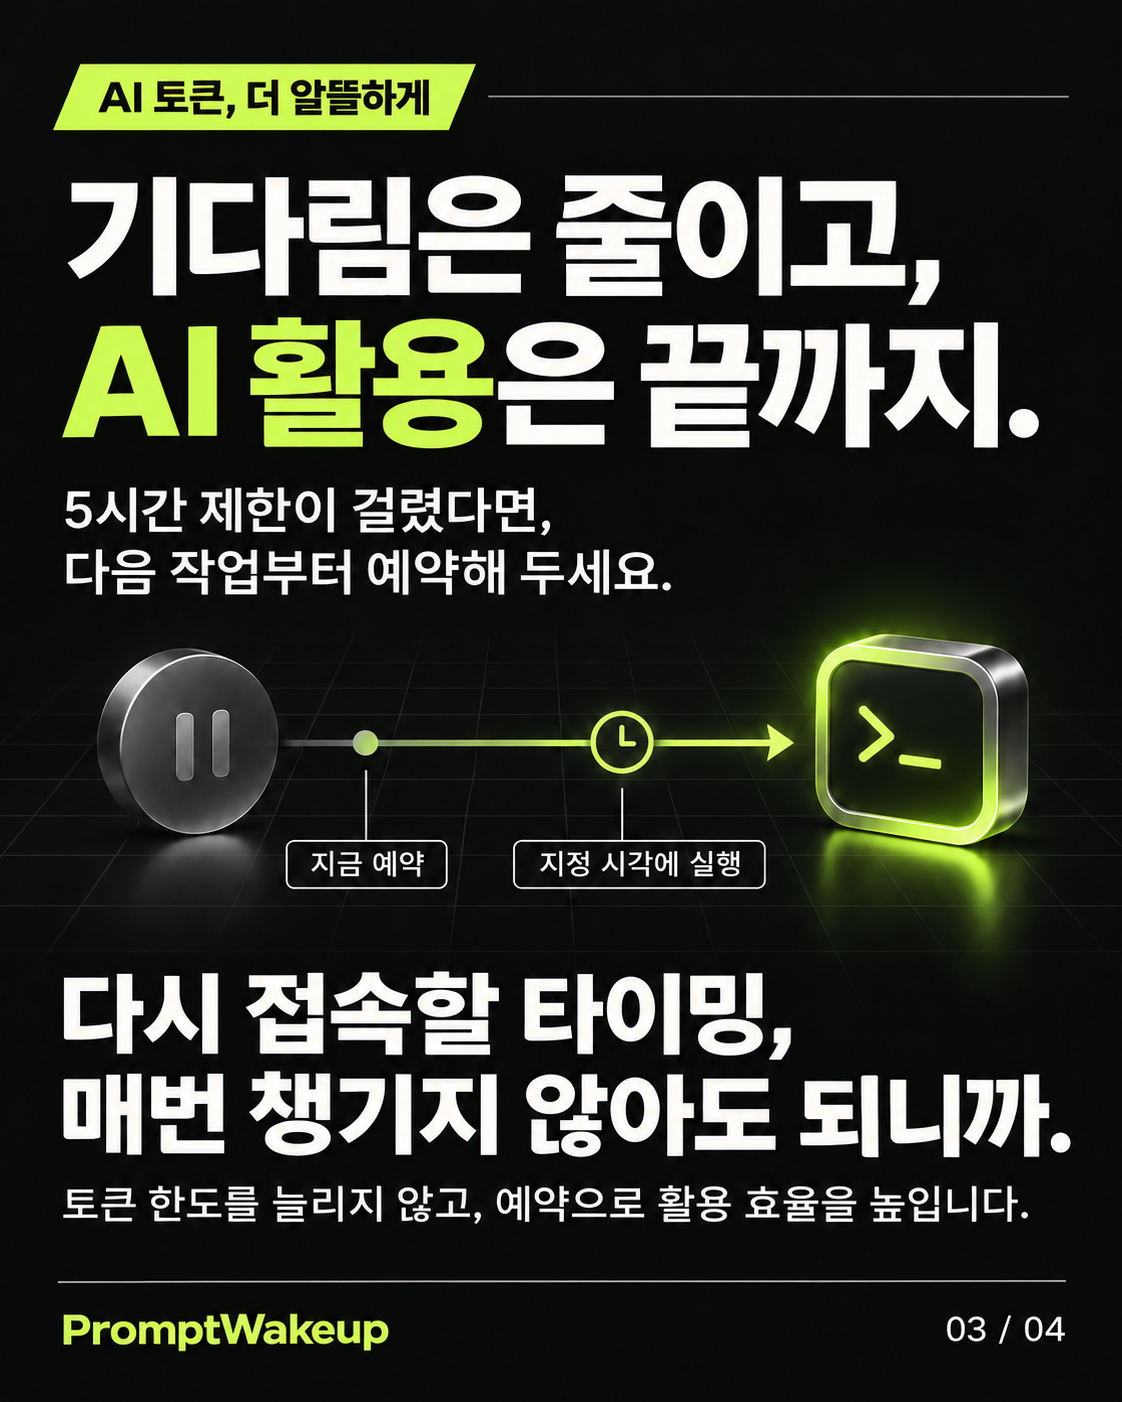 AI 토큰, 더 알뜰하게
기다림은 줄이고,
AI 활용은 끝까지.
5시간 제한이 걸렸다면,
다음 작업부터 예약해 두세요.
지금 예약
지정 시각에 실행
다시 접속할 타이밍,
매번 챙기지 않아도 되니까.
토큰 한도를 늘리지 않고, 예약으로 활용 효율을 높입니다.
PromptWakeup
03 / 04